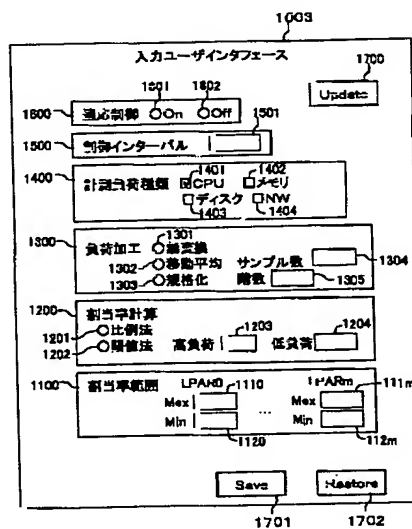 1003
入力ユーザインタフェース
1601 1602 1700
1600 適応制御 On Off Update
1501
1500 制御インターバル
1401 1402
1400 計測負荷種類 CPU メモリ
ディスク NW
1403 1404
1301
1300 負荷加工 無変換
1302 移動平均 サンプル数 1304
1303 規格化 階数 1305
1200 割当率計算
1201 比例法 1203 1204
1202 閾値法 高負荷 低負荷
1100 割当率範囲 LPAR0 1110 LPARm 111m
Max Max
Min … Min
1120 112m
Save Restore
1701 1702